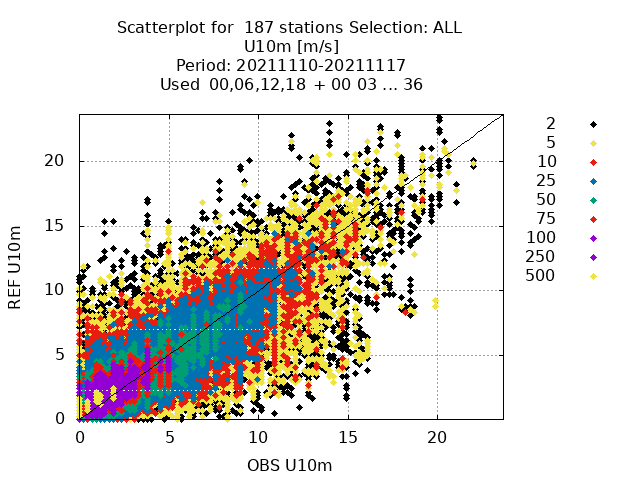 Scatterplot for 187 stations Selection: ALL
U10m [m/s]
Period: 20211110-20211117
Used 00,06,12,18 + 00 03 ... 36
REF U10m
20
15
10
5
0
0 5 10 15 20
OBS U10m
2
5
10
25
50
75
100
250
500